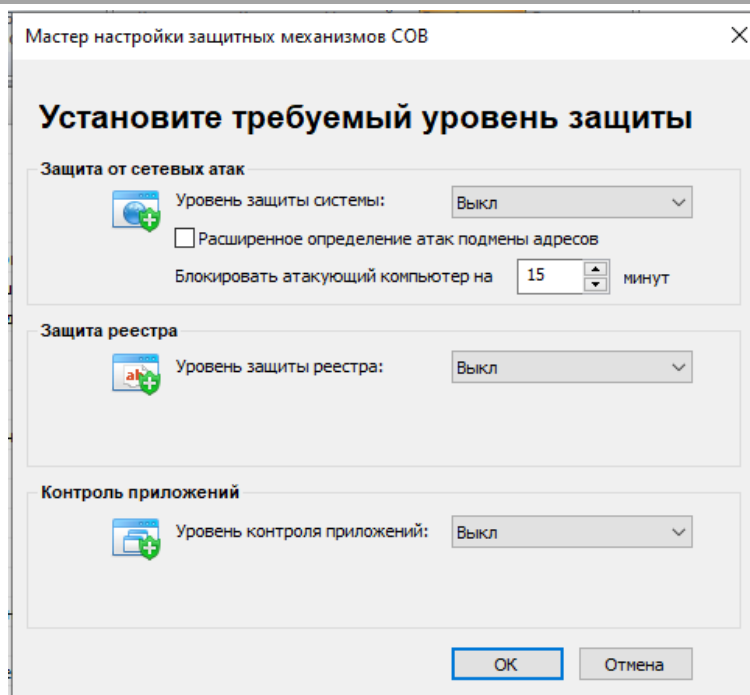 Мастер настройки защитных механизмов СОВ
Установите требуемый уровень защиты
Защита от сетевых атак
Уровень защиты системы: Выкл
Расширенное определение атак подмены адресов
Блокировать атакующий компьютер на 15 минут
Защита реестра
Уровень защиты реестра: Выкл
Контроль приложений
Уровень контроля приложений: Выкл
ОК Отмена